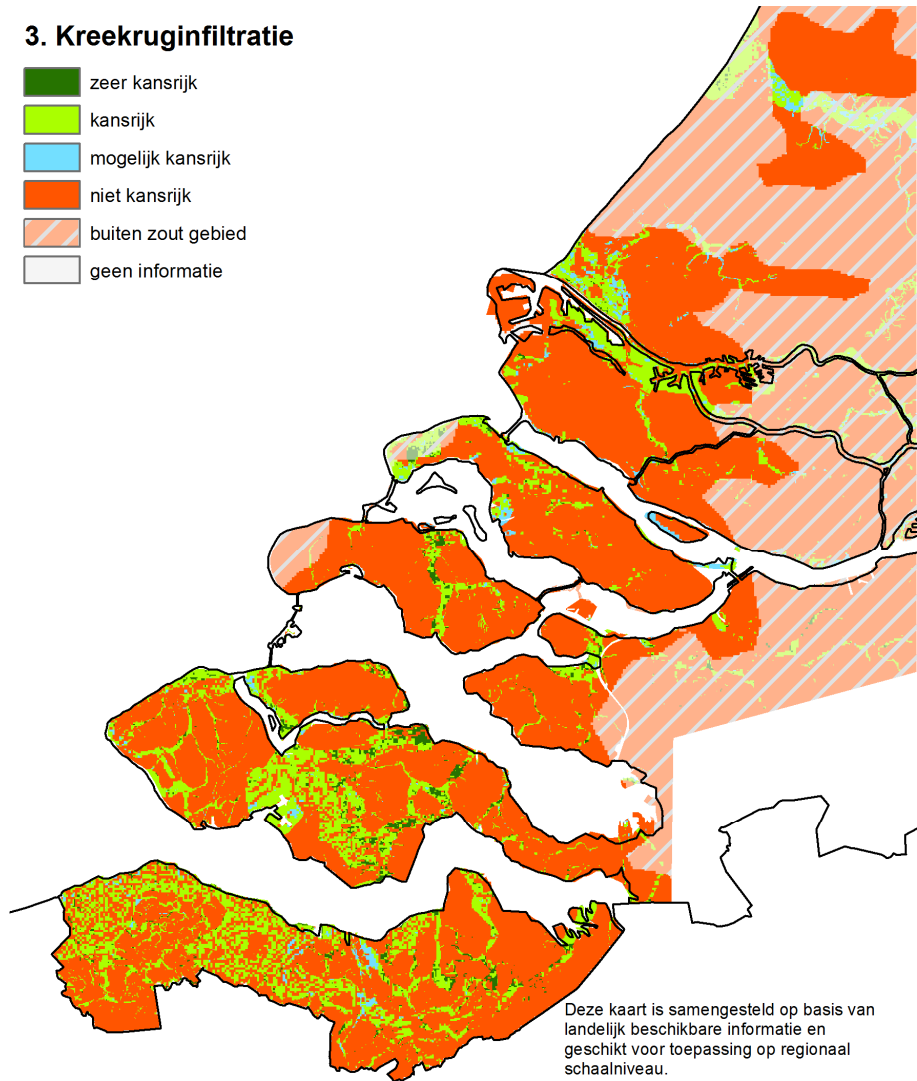 3. Kreekruginfiltratie
zeer kansrijk
kansrijk
mogelijk kansrijk
niet kansrijk
buiten zout gebied
geen informatie
Deze kaart is samengesteld op basis van
landelijk beschikbare informatie en
geschikt voor toepassing op regionaal
schaalniveau.